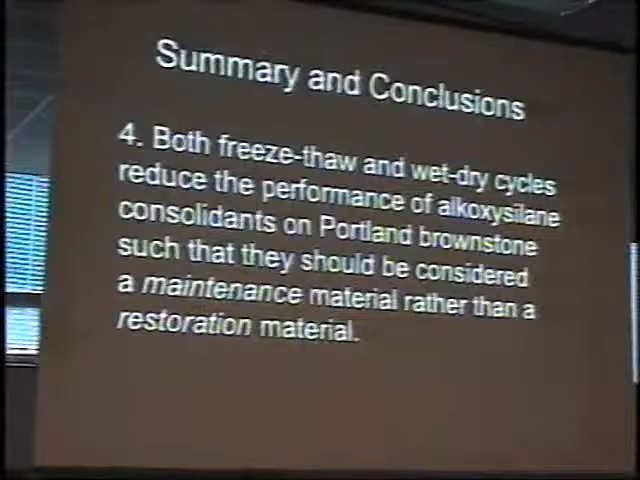 Summary and Conclusions
4. Both freeze-thaw and wet-dry cycles
reduce the performance of alkoxysilane
consolidants on Portland brownstone
such that they should be considered
a maintenance material rather than a
restoration material.